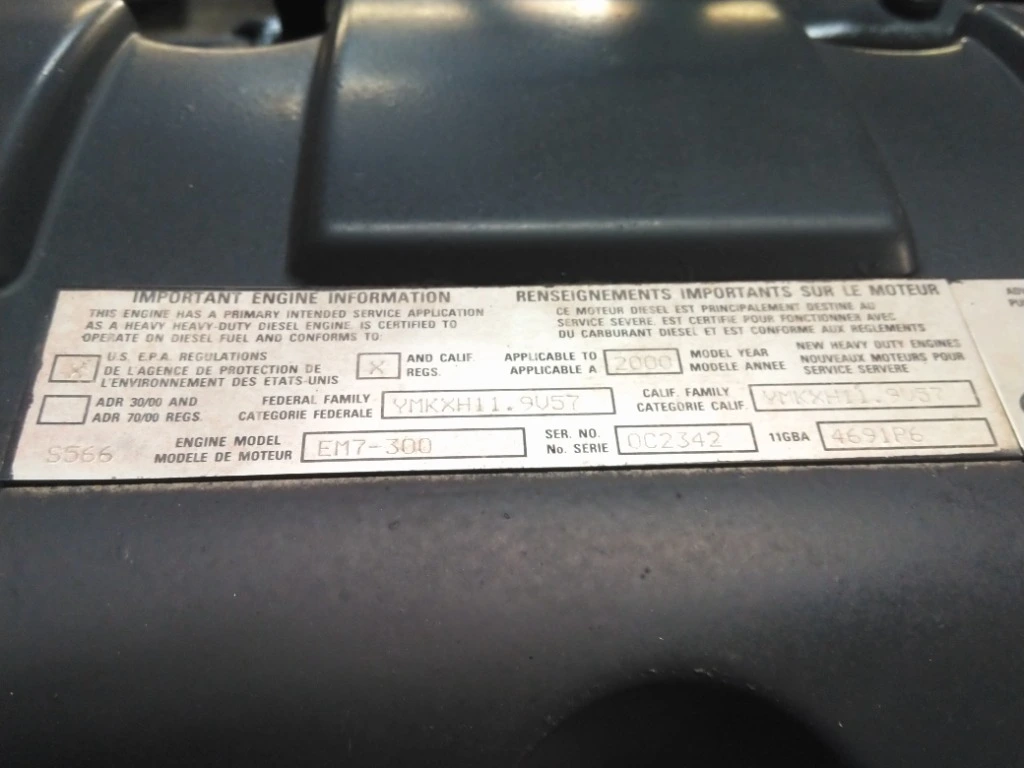 IMPORTANT ENGINE INFORMATION
THIS ENGINE HAS A PRIMARY INTENDED SERVICE APPLICATION
AS A HEAVY HEAVY-DUTY DIESEL ENGINE. IS CERTIFIED TO
OPERATE ON DIESEL FUEL AND CONFORMS TO:
RENSEIGNEMENTS IMPORTANTS SUR LE MOTEUR
CE MOTEUR DIESEL EST PRINCIPALEMENT DESTINE AU
SERVICE SEVERE. EST CERTIFIE POUR FONCTIONNER AVEC
DU CARBURANT DIESEL ET EST CONFORME AUX REGLEMENTS
X U.S. E.P.A. REGULATIONS
DE L'AGENCE DE PROTECTION DE
L'ENVIRONNEMENT DES ETATS-UNIS
X AND CALIF.
REGS.
APPLICABLE TO
APPLICABLE A
2000
MODEL YEAR
MODELE ANNEE
NEW HEAVY DUTY ENGINES
NOUVEAUX MOTEURS POUR
SERVICE SERVERE
ADR 30/00 AND
ADR 70/00 REGS.
FEDERAL FAMILY
CATEGORIE FEDERALE
YMKXH11.9V57
CALIF. FAMILY
CATEGORIE CALIF.
YMKXH11.9V57
S566
ENGINE MODEL
MODELE DE MOTEUR
EM7-300
SER. NO.
No. SERIE
0C2342
11GBA
4691P6